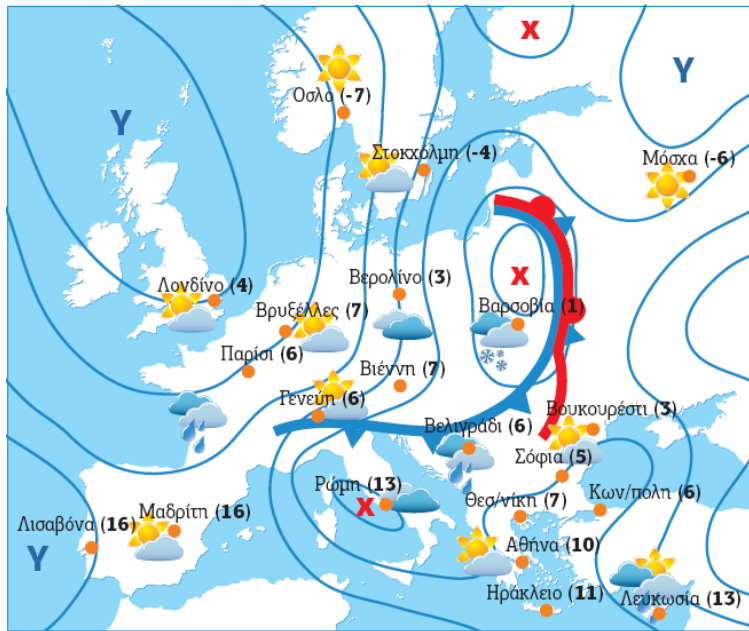 Χ
Υ
Υ
Όσλο (-7)
Στοκχόλμη (-4)
Μόσχα (-6)
Χ
Λονδίνο (4)
Βερολίνο (3)
Βρυξέλλες (7)
Βαρσοβία (1)
Παρίσι (6)
Βιέννη (7)
Γενεύη (6)
Βελιγράδι (6)
Βουκουρέστι (3)
Σόφια (5)
Ρώμη (13)
Χ
Θεσ/νίκη (7)
Κων/πολη (6)
Λισαβόνα (16)
Μαδρίτη (16)
Υ
Αθήνα (10)
Ηράκλειο (11)
Λευκωσία (13)